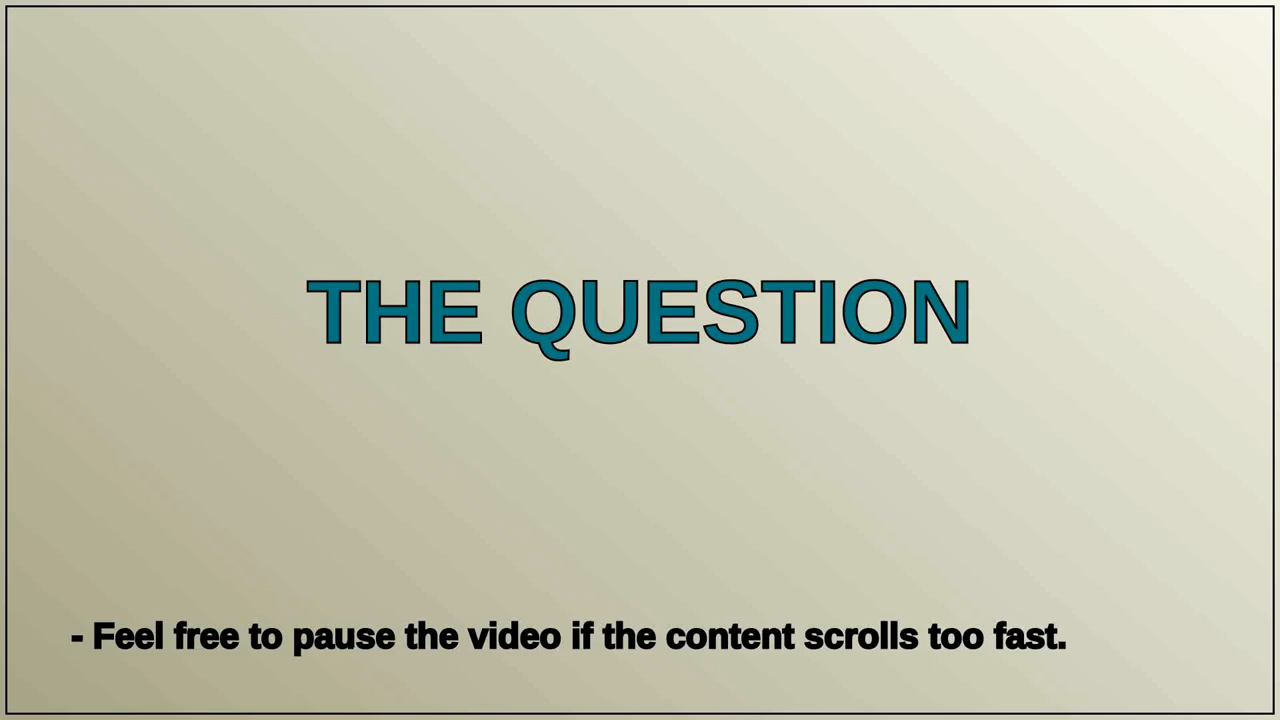 THE QUESTION
- Feel free to pause the video if the content scrolls too fast.